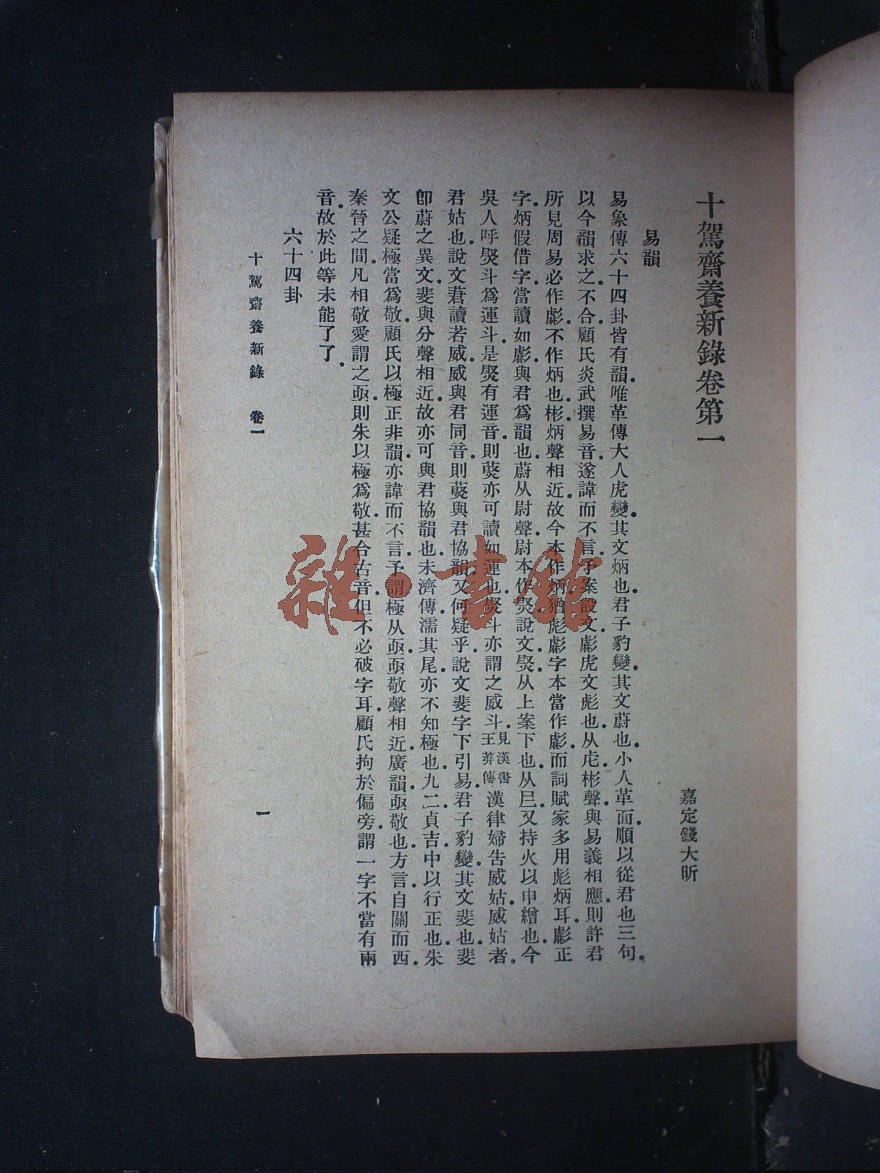 十駕齋養新錄卷第一
嘉定錢大昕
易韻
易象傳六十四卦皆有韻唯革傳大人虎變其文炳也君子豹變其文蔚也小人革面順以從君也三句
以今韻求之不合顧氏炎武撰易音遂諱而不言予案說文彪虎文彪也从虍彬聲與易義相應則許君
所見周易必作彪不作炳也彬炳聲相近故今本作炳猶彪彪字本當作彪而詞賦家多用彪炳耳彪正
字炳假借字當讀如彪與君為韻也蔚从尉聲尉本作㷉說文㷉从上案下也从𡰥又持火以申繒也今
吳人呼熨斗為運斗是熨有運音則薆亦可讀如運也熨斗亦謂之威斗見漢書王莽傳漢律婦告威姑威姑者
君姑也說文莙讀若威威與君同音則薆與君協韻又何疑乎說文斐字下引易君子豹變其文斐也斐
卽蔚之異文斐與分聲相近故亦可與君協韻也未濟傳濡其尾亦不知極也九二貞吉中以行正也朱
文公疑極當為敬顧氏以極正非韻亦諱而不言予謂極从亟亟敬聲相近廣韻亟敬也方言自關而西
秦晉之間凡相敬愛謂之亟則朱以極為敬甚合古音但不必破字耳顧氏拘於偏旁謂一字不當有兩
音故於此等未能了了
六十四卦
十駕齋養新錄 卷一
一
雜·書館